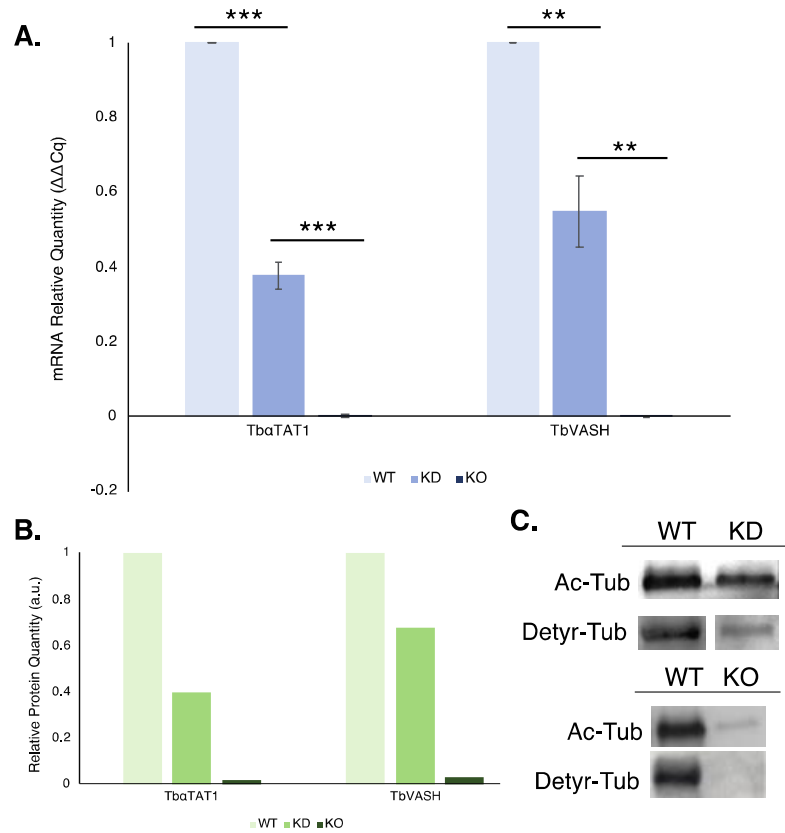 A.
*** **
1
0.8
0.6
0.4
0.2
0
-0.2
mRNA Relative Quantity (ΔΔCq)
**
***
TbαTAT1 TbVASH
WT KD KO
B.
1
0.8
0.6
0.4
0.2
0
Relative Protein Quantity (a.u.)
TbαTAT1 TbVASH
WT KD KO
C.
WT KD
Ac-Tub
Detyr-Tub
WT KO
Ac-Tub
Detyr-Tub